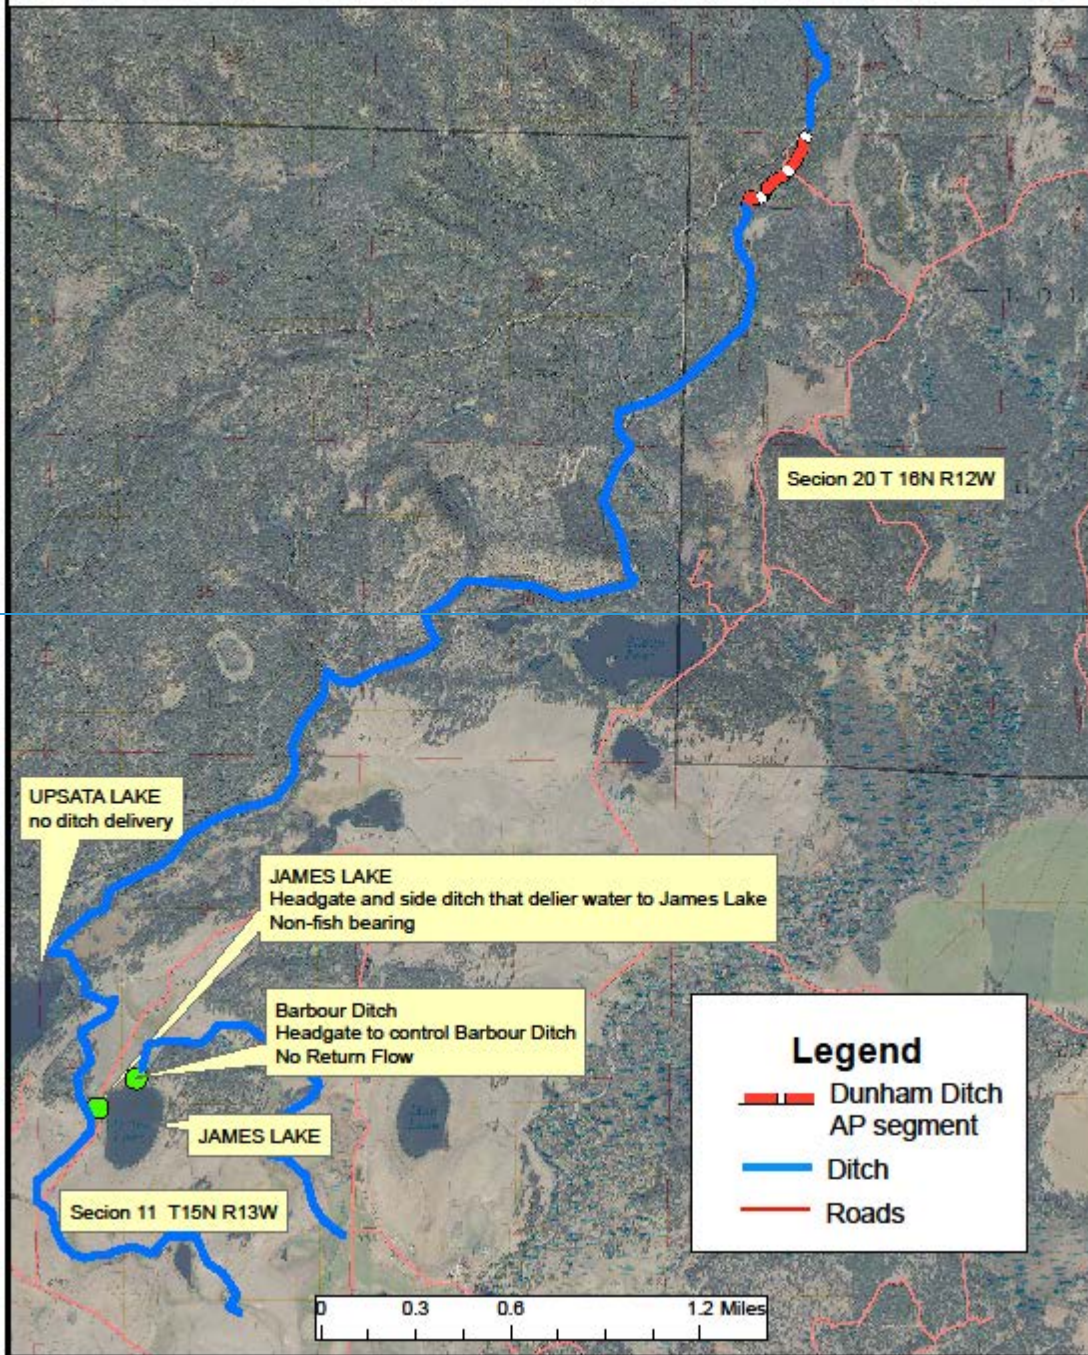 Secion 20 T 16N R12W
UPSATA LAKE
no ditch delivery
JAMES LAKE
Headgate and side ditch that delier water to James Lake
Non-fish bearing
Barbour Ditch
Headgate to control Barbour Ditch
No Return Flow
JAMES LAKE
Secion 11 T15N R13W
Legend
Dunham Ditch
AP segment
Ditch
Roads
0 0.3 0.6 1.2 Miles